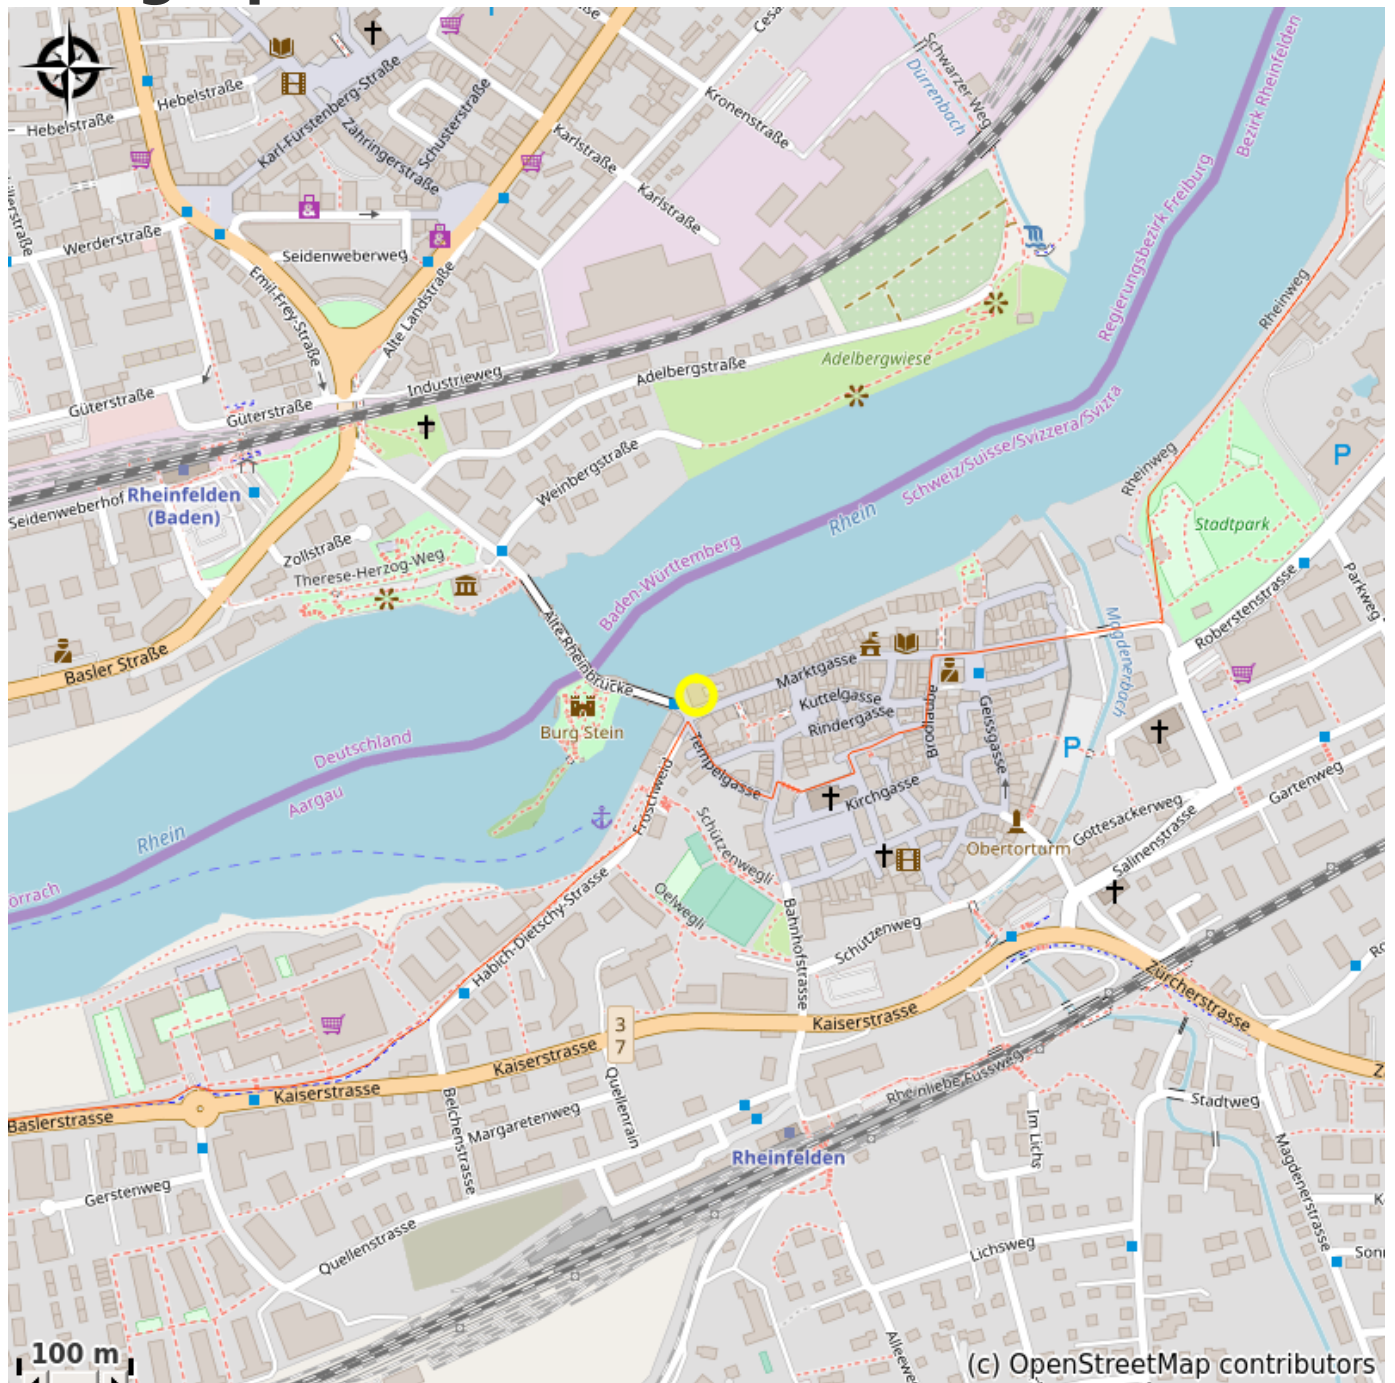 Schwarzer Weg
Dürrenbach
Bezirk Rheinfelden
Hebelstraße
Hebelstraße
Karl-Fürstenberg-Straße
Zähringerstraße
Schusterstraße
Kronenstraße
Karlstraße
Karlstraße
Werderstraße
Seidenweberweg
Emil-Frey-Straße
Alte Landstraße
Regierungsbezirk Freiburg
Rheinweg
Adelbergwiese
Adelbergstraße
Industrieweg
Güterstraße
Güterstraße
Schweiz/Suisse/Svizzera/Svizra
Weinbergstraße
Rheinweg
P
Seidenweberhof
Rheinfelden
(Baden)
Rhein
Stadtpark
Zollstraße
Therese-Herzog-Weg
Baden-Württemberg
Parkweg
Roberstenstraße
Magdenerbach
Alte Rheinbrücke
Basler Straße
Marktgasse
Kuttelgasse
Rindergasse
Brodlaube
Geissgasse
Burg Stein
Deutschland
Aargau
Tempelgasse
P
Kirchgasse
Froschweid
Gartenweg
Rhein
Schützenwegli
Obertorturm
Gottesackerweg
Salinenstrasse
orrach
Oelwegli
Habich-Dietschy-Strasse
Bahnhofstrasse
Schützenweg
Zürcherstrasse
3
7
Kaiserstrasse
Kaiserstrasse
Kaiserstrasse
Baslerstrasse
Rheinliebe Fussweg
Belchenstrasse
Quellenrain
Margaretenweg
Stadtweg
Im Lichs
Magdenerstrasse
Rheinfelden
Gerstenweg
Quellenstrasse
Lichsweg
100 m
(c) OpenStreetMap contributors